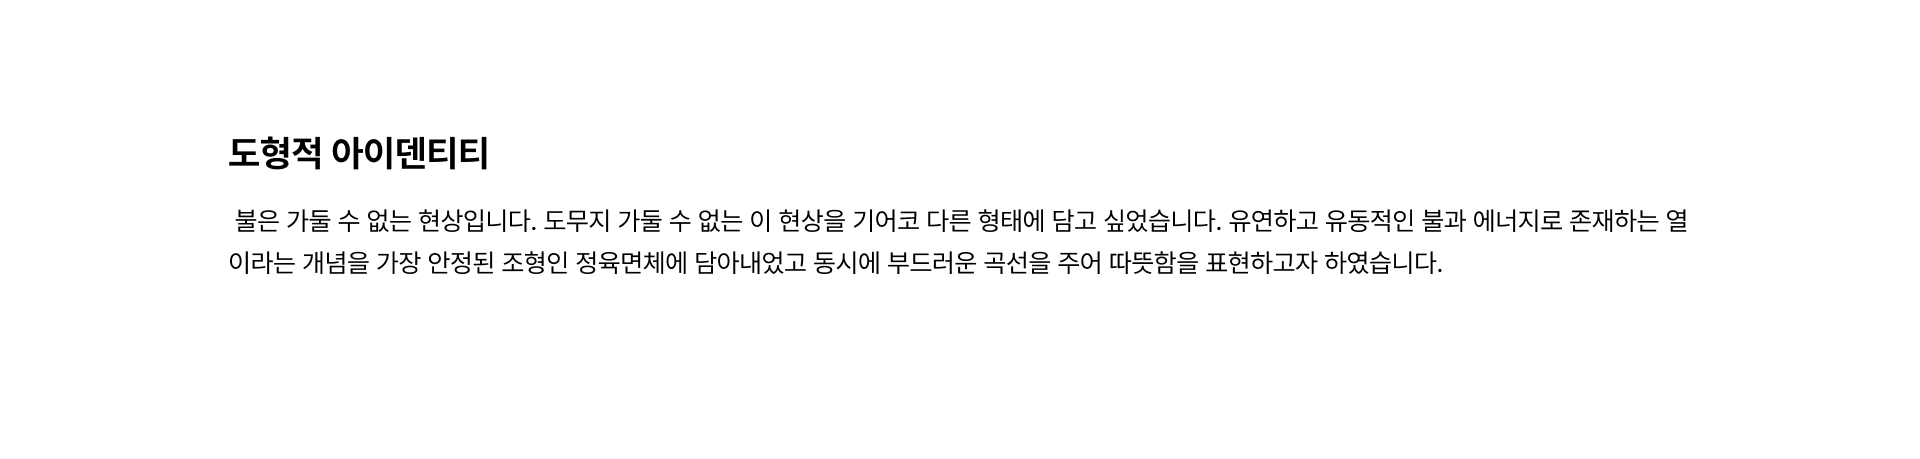 도형적 아이덴티티
불은 가둘 수 없는 현상입니다. 도무지 가둘 수 없는 이 현상을 기어코 다른 형태에 담고 싶었습니다. 유연하고 유동적인 불과 에너지로 존재하는 열
이라는 개념을 가장 안정된 조형인 정육면체에 담아내었고 동시에 부드러운 곡선을 주어 따뜻함을 표현하고자 하였습니다.